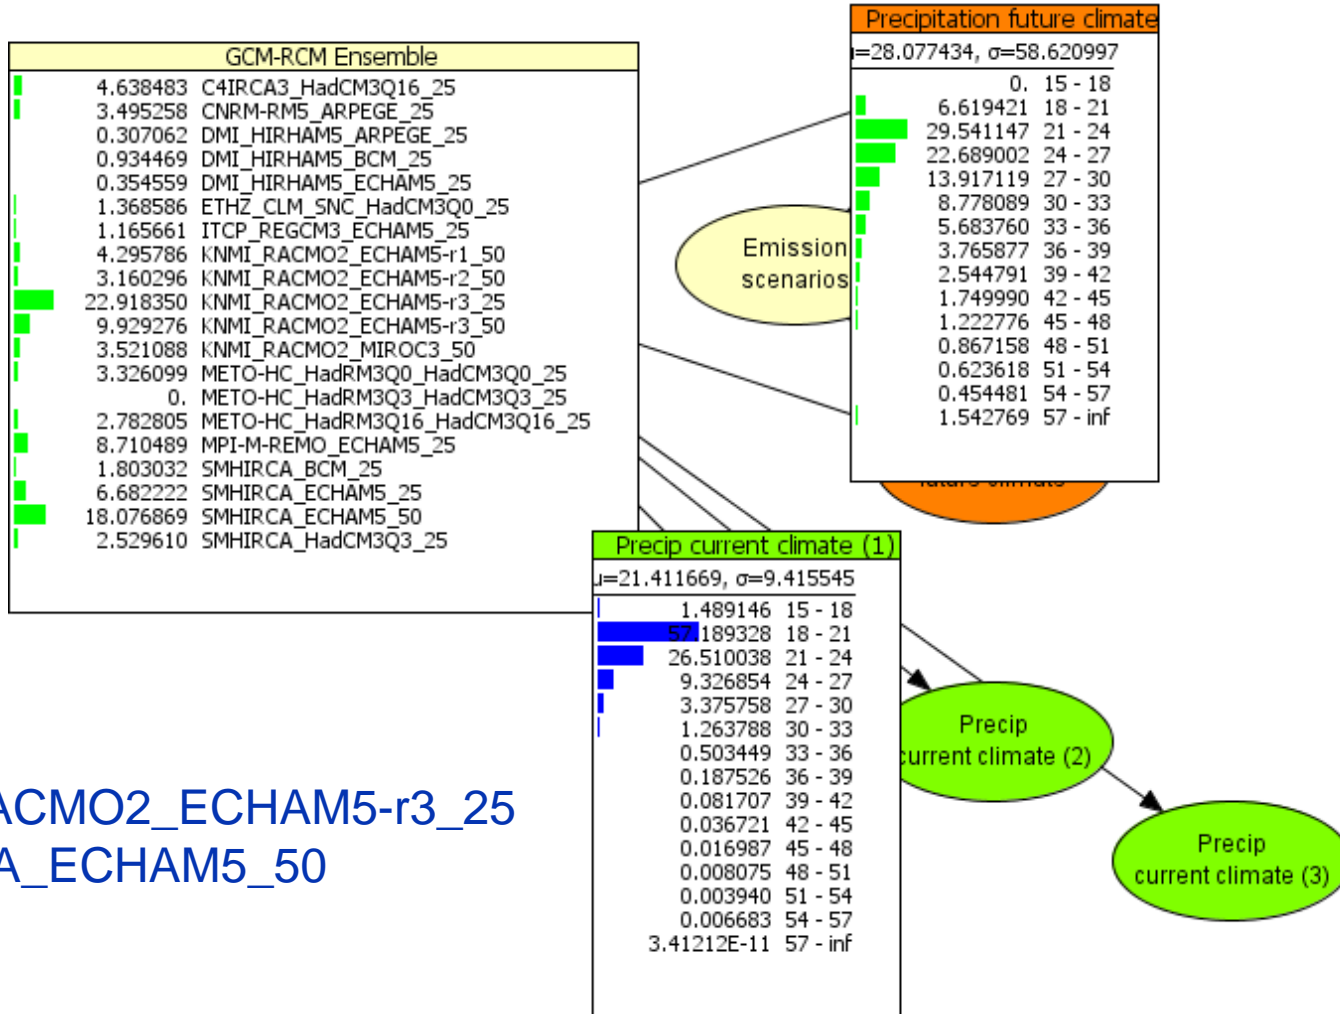 GCM-RCM Ensemble
4.638483 C4IRCA3_HadCM3Q16_25
3.495258 CNRM-RM5_ARPEGE_25
0.307062 DMI_HIRHAM5_ARPEGE_25
0.934469 DMI_HIRHAM5_BCM_25
0.354559 DMI_HIRHAM5_ECHAM5_25
1.368586 ETHZ_CLM_SNC_HadCM3Q0_25
1.165661 ITCP_REGCM3_ECHAM5_25
4.295786 KNMI_RACMO2_ECHAM5-r1_50
3.160296 KNMI_RACMO2_ECHAM5-r2_50
22.918350 KNMI_RACMO2_ECHAM5-r3_25
9.929276 KNMI_RACMO2_ECHAM5-r3_50
3.521088 KNMI_RACMO2_MIROC3_50
3.326099 METO-HC_HadRM3Q0_HadCM3Q0_25
0. METO-HC_HadRM3Q3_HadCM3Q3_25
2.782805 METO-HC_HadRM3Q16_HadCM3Q16_25
8.710489 MPI-M-REMO_ECHAM5_25
1.803032 SMHIRCA_BCM_25
6.682222 SMHIRCA_ECHAM5_25
18.076869 SMHIRCA_ECHAM5_50
2.529610 SMHIRCA_HadCM3Q3_25
Precipitation future climate
=28.077434, σ=58.620997
0. 15 - 18
6.619421 18 - 21
29.541147 21 - 24
22.689002 24 - 27
13.917119 27 - 30
8.778089 30 - 33
5.683760 33 - 36
3.765877 36 - 39
2.544791 39 - 42
1.749990 42 - 45
1.222776 45 - 48
0.867158 48 - 51
0.623618 51 - 54
0.454481 54 - 57
1.542769 57 - inf
Emission
scenarios
future climate
Precip current climate (1)
μ=21.411669, σ=9.415545
1.489146 15 - 18
57.189328 18 - 21
26.510038 21 - 24
9.326854 24 - 27
3.375758 27 - 30
1.263788 30 - 33
0.503449 33 - 36
0.187526 36 - 39
0.081707 39 - 42
0.036721 42 - 45
0.016987 45 - 48
0.008075 48 - 51
0.003940 51 - 54
0.006683 54 - 57
3.41212E-11 57 - inf
Precip
current climate (2)
Precip
current climate (3)
ACMO2_ECHAM5-r3_25
A_ECHAM5_50